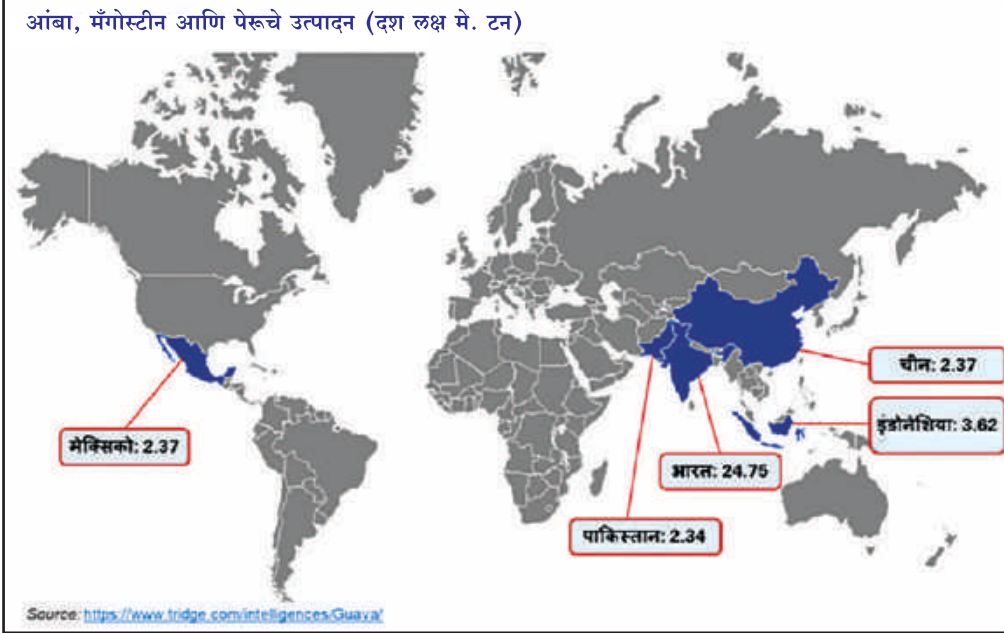 आंबा, मँगोस्टीन आणि पेरूचे उत्पादन (दश लक्ष मे. टन)
चीन: 2.37
इंडोनेशिया: 3.62
मेक्सिको: 2.37
भारत: 24.75
पाकिस्तान: 2.34
Source: https://www.tridge.com/intelligences/Guava/